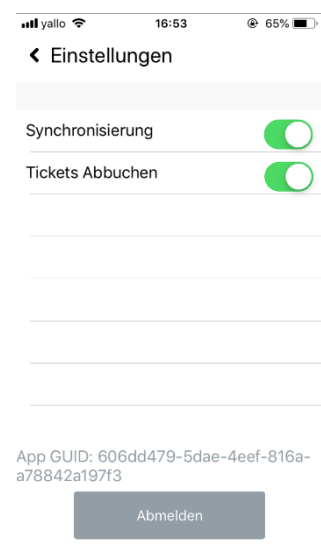 yallo 16:53 65%
Einstellungen
Synchronisierung
Tickets Abbuchen
App GUID: 606dd479-5dae-4eef-816a-
a78842a197f3
Abmelden